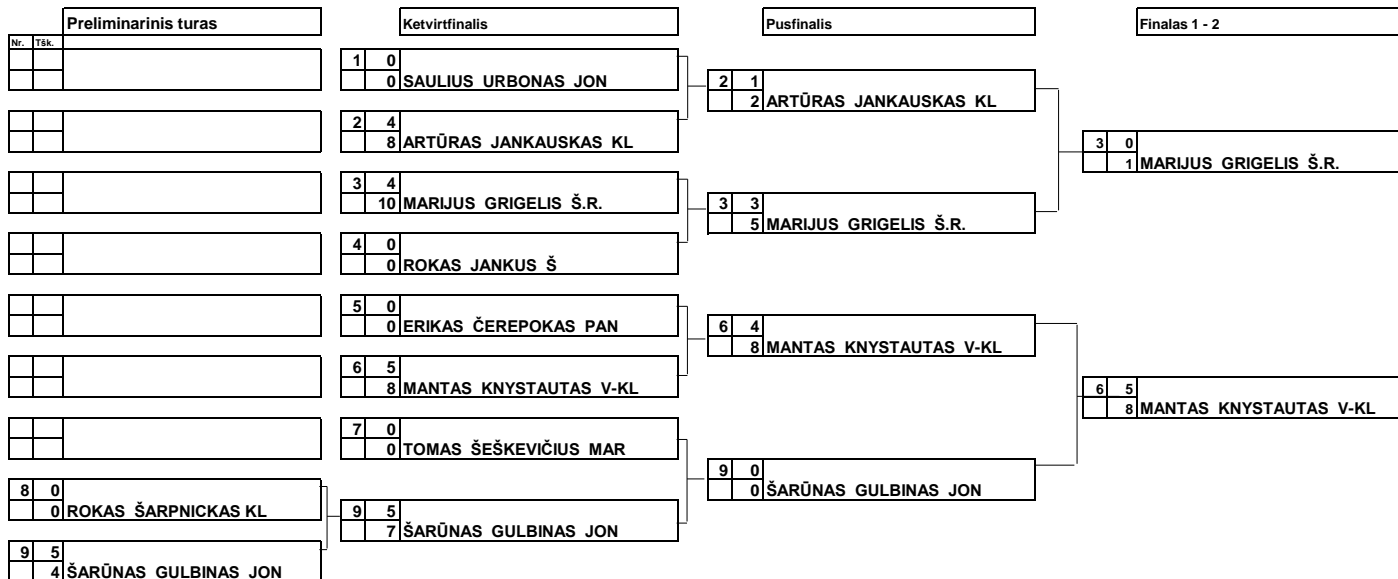 Preliminarinis turas
Nr. Tšk.
8 0
0 ROKAS ŠARPNICKAS KL
9 5
4 ŠARŪNAS GULBINAS JON
Ketvirtfinalis
1 0
0 SAULIUS URBONAS JON
2 4
8 ARTŪRAS JANKAUSKAS KL
3 4
10 MARIJUS GRIGELIS Š.R.
4 0
0 ROKAS JANKUS Š
5 0
0 ERIKAS ČEREPOKAS PAN
6 5
8 MANTAS KNYSTAUTAS V-KL
7 0
0 TOMAS ŠEŠKEVIČIUS MAR
9 5
7 ŠARŪNAS GULBINAS JON
Pusfinalis
2 1
2 ARTŪRAS JANKAUSKAS KL
3 3
5 MARIJUS GRIGELIS Š.R.
6 4
8 MANTAS KNYSTAUTAS V-KL
9 0
0 ŠARŪNAS GULBINAS JON
Finalas 1 - 2
3 0
1 MARIJUS GRIGELIS Š.R.
6 5
8 MANTAS KNYSTAUTAS V-KL